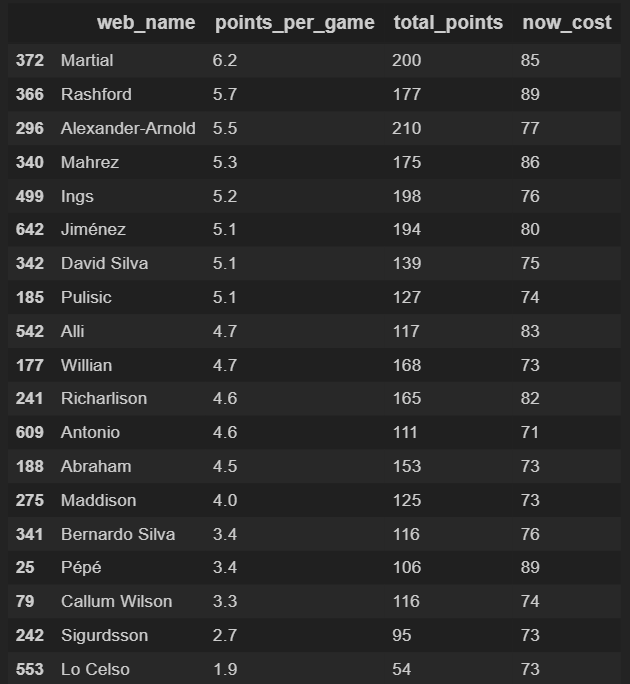 web_name points_per_game total_points now_cost
372 Martial 6.2 200 85
366 Rashford 5.7 177 89
296 Alexander-Arnold 5.5 210 77
340 Mahrez 5.3 175 86
499 Ings 5.2 198 76
642 Jiménez 5.1 194 80
342 David Silva 5.1 139 75
185 Pulisic 5.1 127 74
542 Alli 4.7 117 83
177 Willian 4.7 168 73
241 Richarlison 4.6 165 82
609 Antonio 4.6 111 71
188 Abraham 4.5 153 73
275 Maddison 4.0 125 73
341 Bernardo Silva 3.4 116 76
25 Pépé 3.4 106 89
79 Callum Wilson 3.3 116 74
242 Sigurdsson 2.7 95 73
553 Lo Celso 1.9 54 73